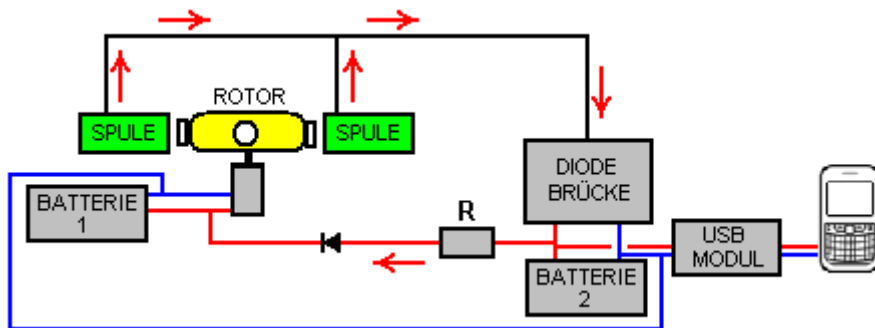 ROTOR
SPULE
SPULE
DIODE
BRÜCKE
BATTERIE
1
R
USB
MODUL
BATTERIE
2